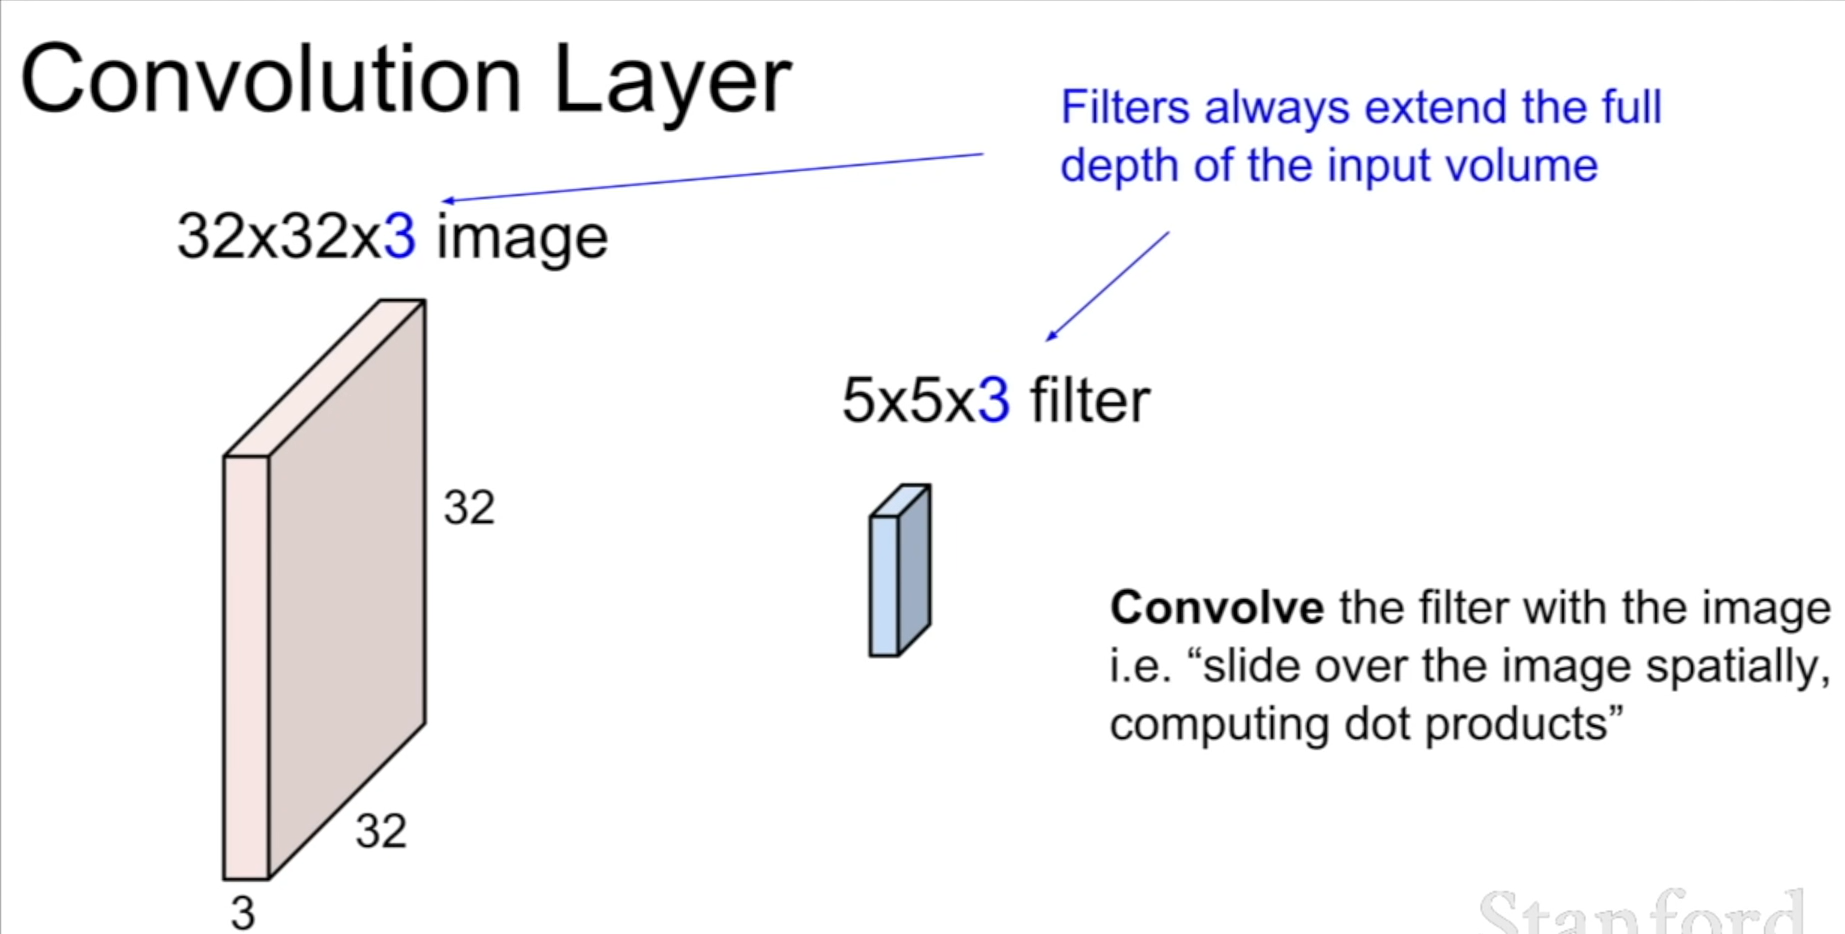 Convolution Layer
Filters always extend the full
depth of the input volume
32x32x3 image
5x5x3 filter
32
32
3
Convolve the filter with the image
i.e. “slide over the image spatially,
computing dot products”
Stanford